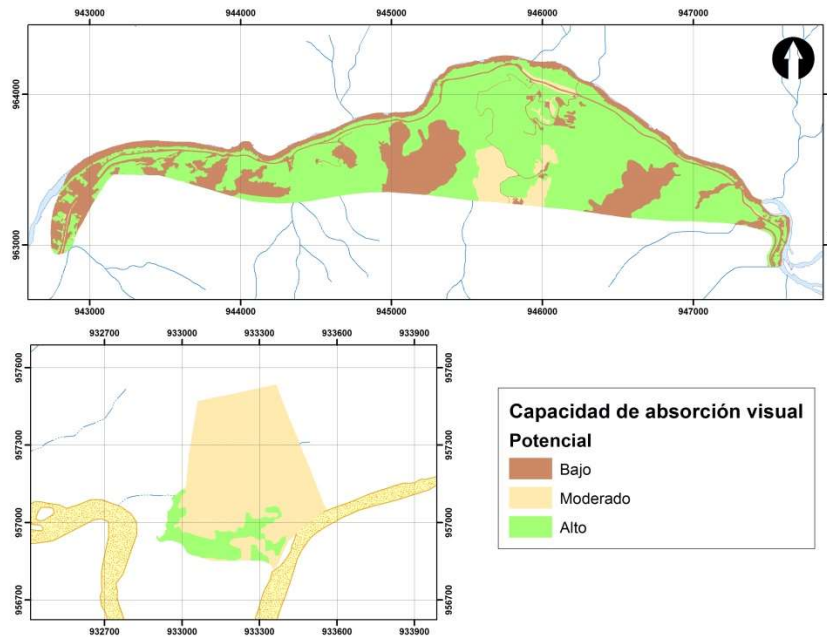 943000 944000 945000 946000 947000
964000 964000
963000 963000
943000 944000 945000 946000 947000
932700 933000 933300 933600 933900
957600 957600
957300 957300
957000 957000
956700 956700
932700 933000 933300 933600 933900
Capacidad de absorción visual
Potencial
Bajo
Moderado
Alto